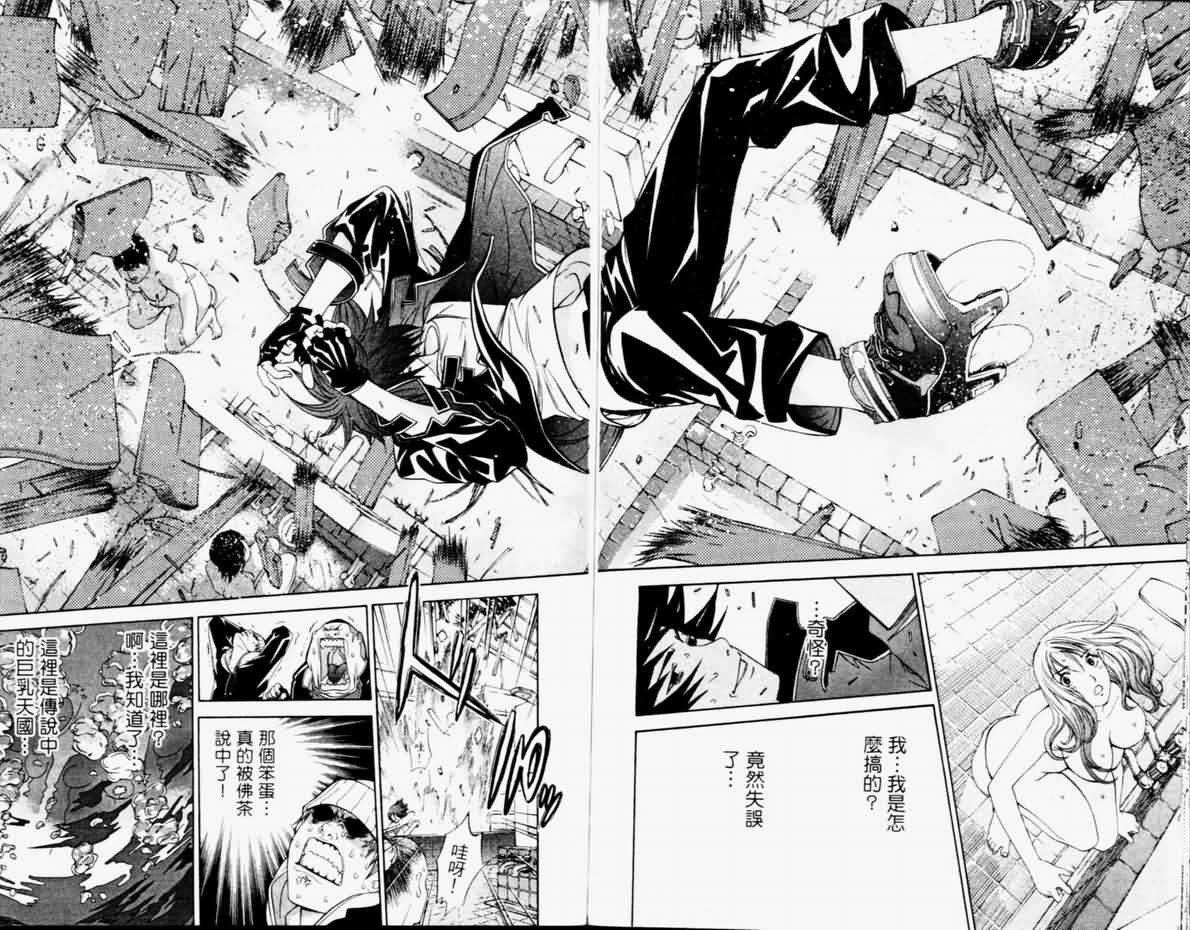 …奇怪?
我…我是怎
麼搞的?
竟然失誤
了…
哇!
哇呀!
那個笨蛋…
真的被佛茶
說中了!
這裡是哪裡?
啊…我知道了…
這裡是傳說中
的巨乳天國…